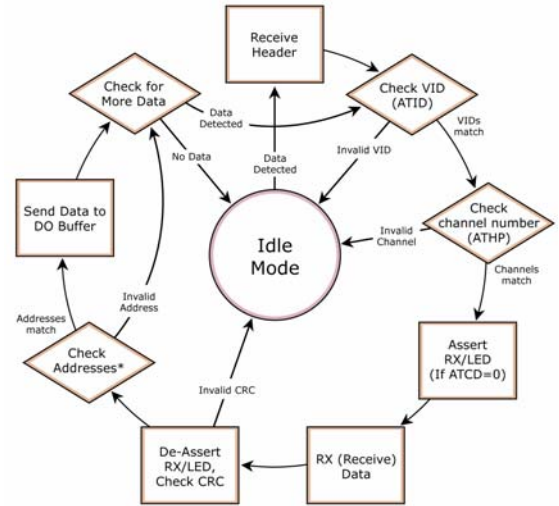 Receive
Header
Check for
More Data
Check VID
(ATID)
Data
Detected
VIDs
match
No Data
Data
Detected
Invalid VID
Send Data to
DO Buffer
Check
channel number
(ATHP)
Idle
Mode
Invalid
Channel
Channels
match
Addresses
match
Invalid
Address
Assert
RX/LED
(If ATCD=0)
Check
Addresses*
Invalid CRC
De-Assert
RX/LED,
Check CRC
RX (Receive)
Data